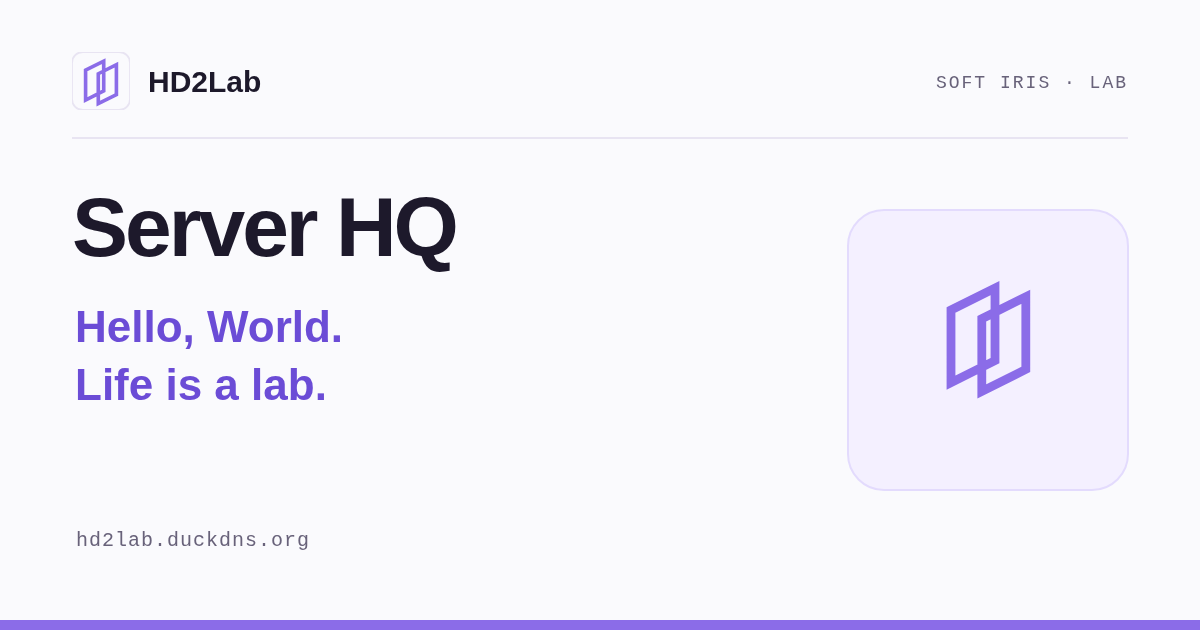 HD2Lab
SOFT IRIS · LAB
Server HQ
Hello, World.
Life is a lab.
hd2lab.duckdns.org